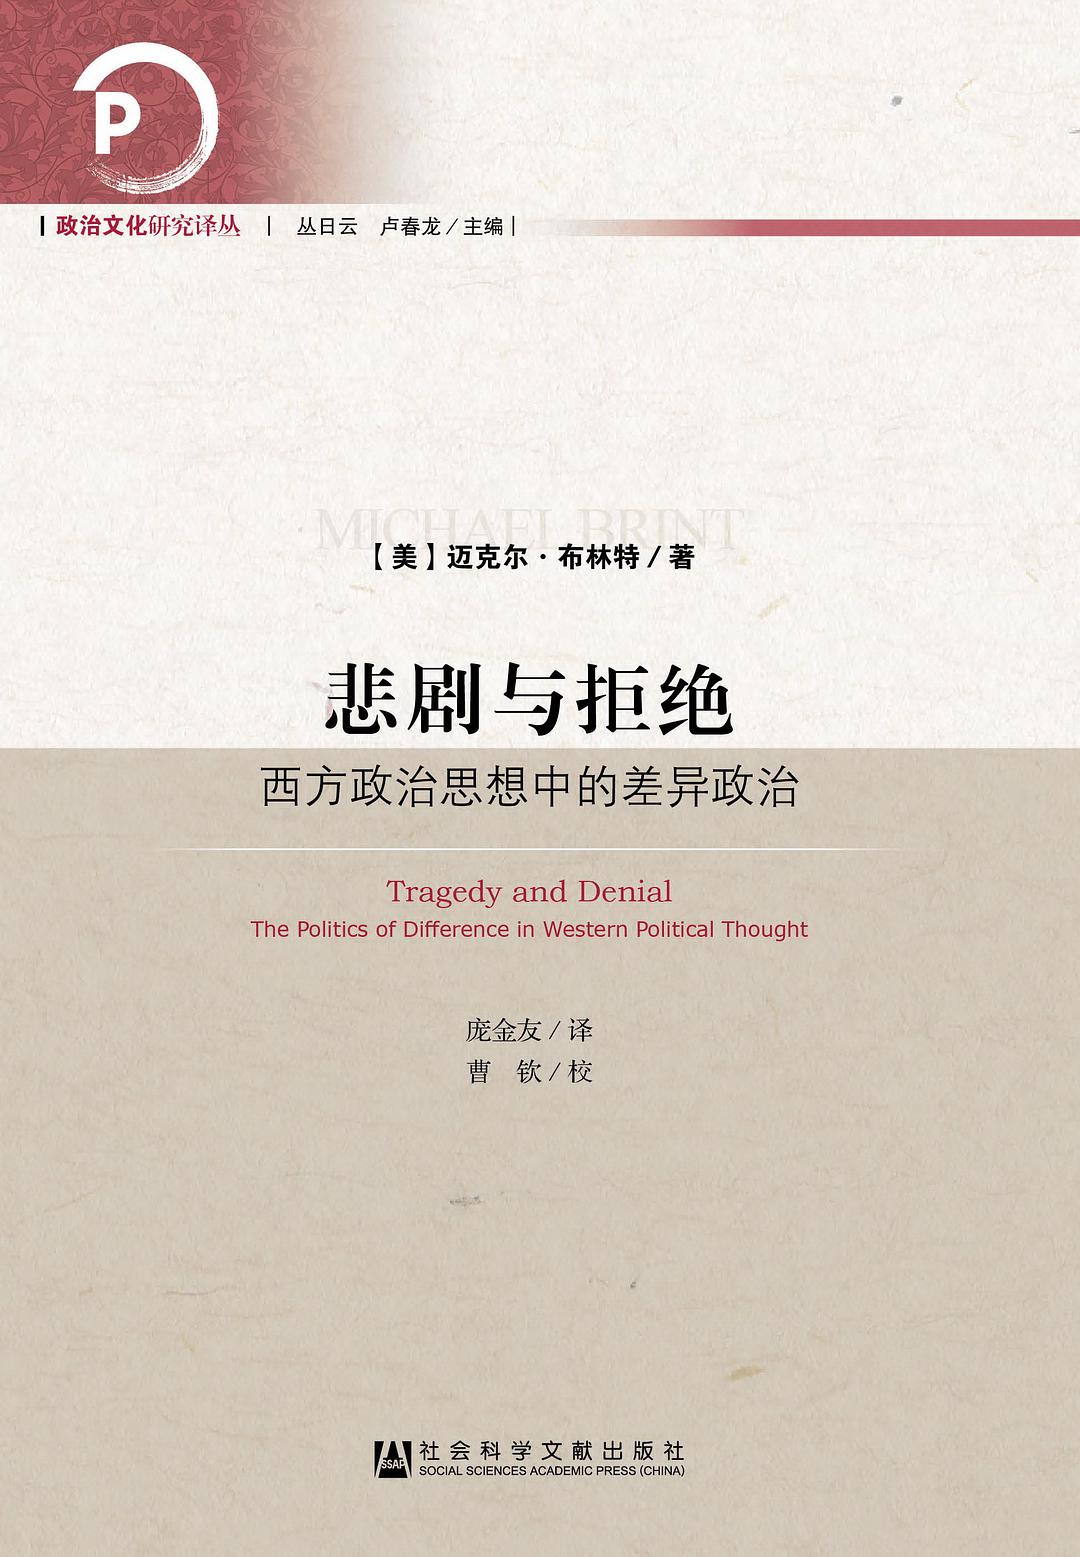 P
政治文化研究译丛 | 丛日云 卢春龙/主编|
MICHAEL BRINT
【美】迈克尔·布林特/著
悲剧与拒绝
西方政治思想中的差异政治
Tragedy and Denial
The Politics of Difference in Western Political Thought
庞金友/译
曹 钦/校
SSAP
社会科学文献出版社
SOCIAL SCIENCES ACADEMIC PRESS (CHINA)